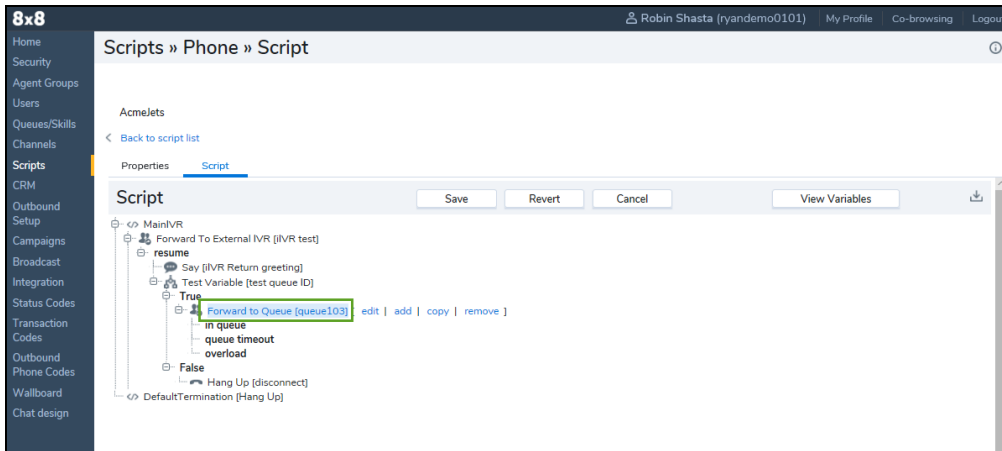 8x8
Robin Shasta (ryandemo0101) My Profile Co-browsing Logou
Home
Security
Agent Groups
Users
Queues/Skills
Channels
Scripts
CRM
Outbound
Setup
Campaigns
Broadcast
Integration
Status Codes
Transaction
Codes
Outbound
Phone Codes
Wallboard
Chat design
Scripts » Phone » Script
AcmeJets
< Back to script list
Properties Script
Script Save Revert Cancel View Variables
</> MainIVR
Forward To External IVR [iIVR test]
resume
Say [iIVR Return greeting]
Test Variable [test queue ID]
True
Forward to Queue [queue103] [ edit | add | copy | remove ]
in queue
queue timeout
overload
False
Hang Up [disconnect]
</> DefaultTermination [Hang Up]